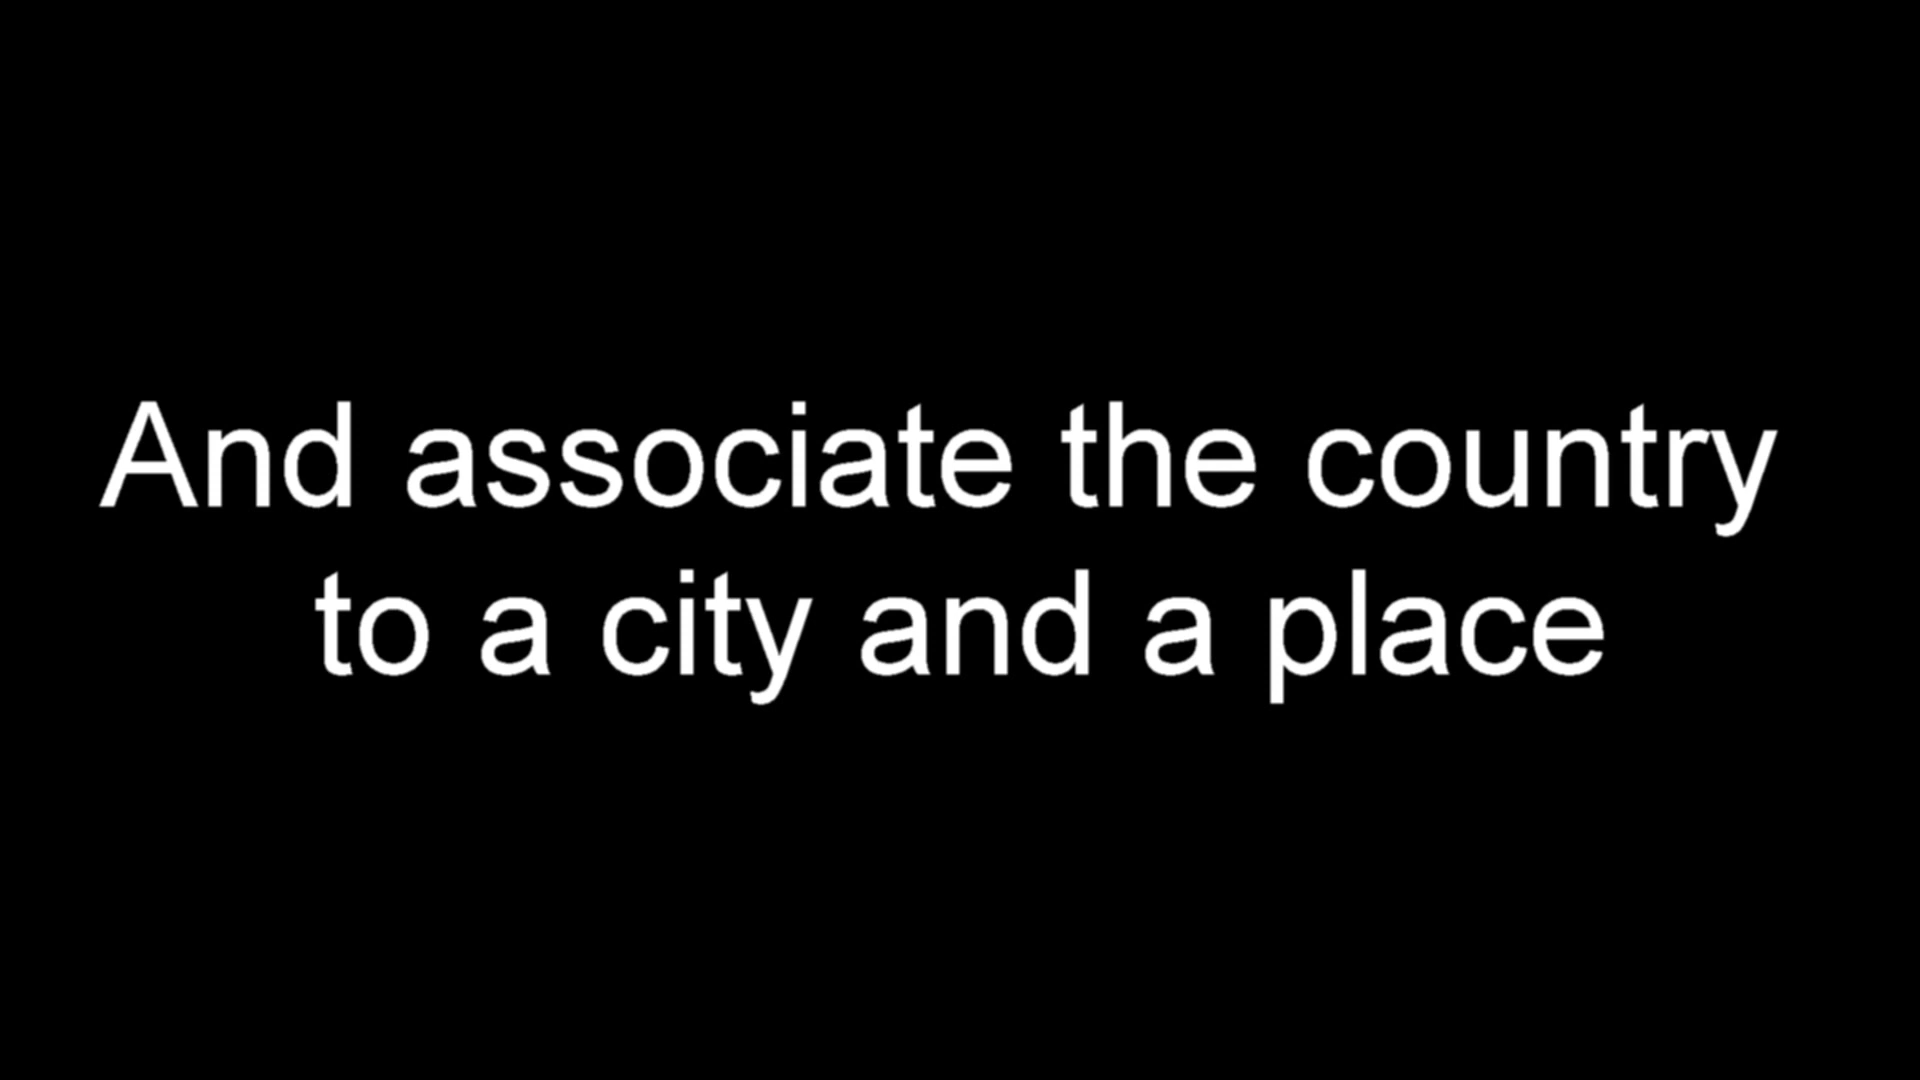 And associate the country
to a city and a place